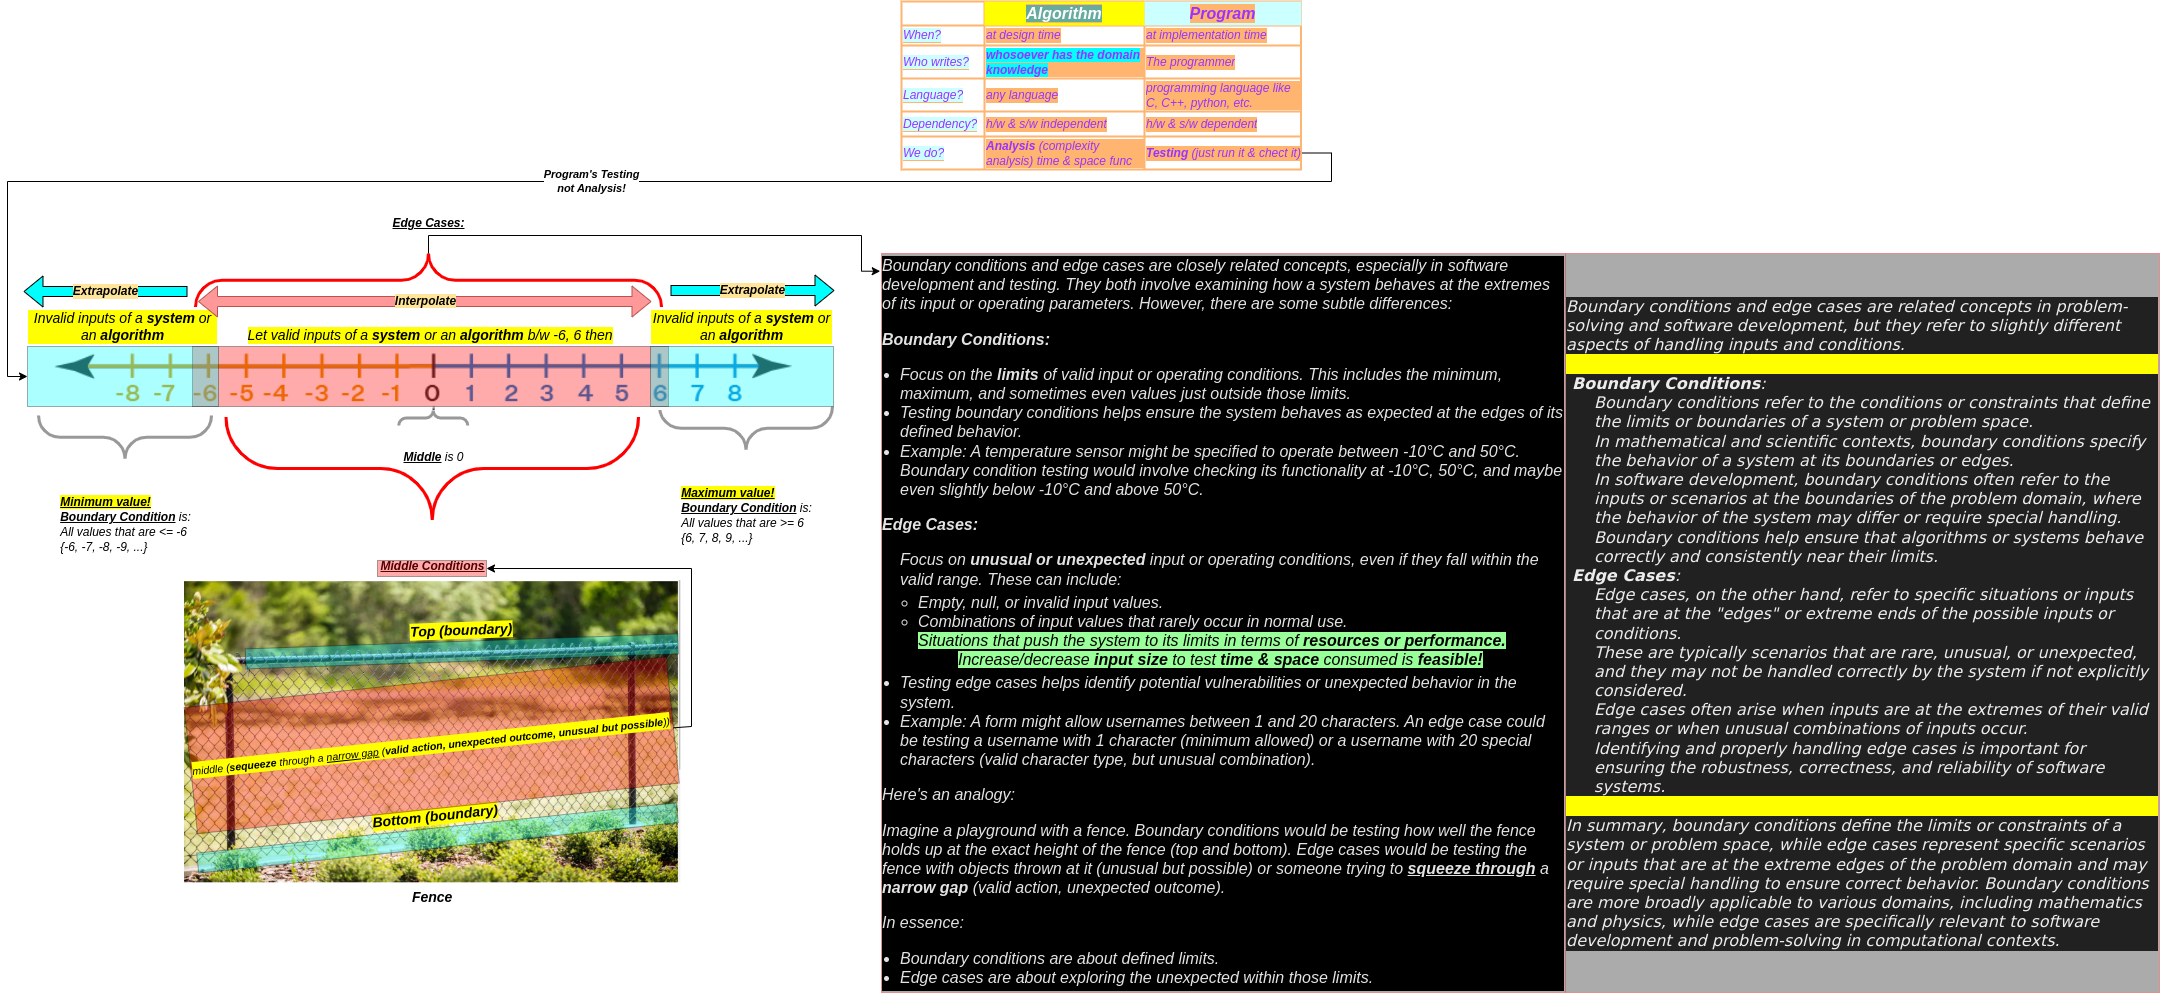 Algorithm Program
When? at design time at implementation time
Who writes? whosoever has the domain
knowledge The programmer
Language? any language programming language like
C, C++, python, etc.
Dependency? h/w & s/w independent h/w & s/w dependent
We do? Analysis (complexity
analysis) time & space func Testing (just run it & chect it)
Program's Testing
not Analysis!
Edge Cases:
Extrapolate
Interpolate
Extrapolate
Invalid inputs of a system or
an algorithm
Let valid inputs of a system or an algorithm b/w -6, 6 then
Invalid inputs of a system or
an algorithm
-8 -7 -6 -5 -4 -3 -2 -1 0 1 2 3 4 5 6 7 8
Middle is 0
Minimum value!
Boundary Condition is:
All values that are <= -6
{-6, -7, -8, -9, ...}
Maximum value!
Boundary Condition is:
All values that are >= 6
{6, 7, 8, 9, ...}
Middle Conditions
Top (boundary)
middle (sequeeze through a narrow gap (valid action, unexpected outcome, unusual but possible))
Bottom (boundary)
Fence
Boundary conditions and edge cases are closely related concepts, especially in software
development and testing. They both involve examining how a system behaves at the extremes
of its input or operating parameters. However, there are some subtle differences:
Boundary Conditions:
• Focus on the limits of valid input or operating conditions. This includes the minimum,
maximum, and sometimes even values just outside those limits.
• Testing boundary conditions helps ensure the system behaves as expected at the edges of its
defined behavior.
• Example: A temperature sensor might be specified to operate between -10°C and 50°C.
Boundary condition testing would involve checking its functionality at -10°C, 50°C, and maybe
even slightly below -10°C and above 50°C.
Edge Cases:
Focus on unusual or unexpected input or operating conditions, even if they fall within the
valid range. These can include:
◦ Empty, null, or invalid input values.
◦ Combinations of input values that rarely occur in normal use.
Situations that push the system to its limits in terms of resources or performance.
Increase/decrease input size to test time & space consumed is feasible!
• Testing edge cases helps identify potential vulnerabilities or unexpected behavior in the
system.
• Example: A form might allow usernames between 1 and 20 characters. An edge case could
be testing a username with 1 character (minimum allowed) or a username with 20 special
characters (valid character type, but unusual combination).
Here's an analogy:
Imagine a playground with a fence. Boundary conditions would be testing how well the fence
holds up at the exact height of the fence (top and bottom). Edge cases would be testing the
fence with objects thrown at it (unusual but possible) or someone trying to squeeze through a
narrow gap (valid action, unexpected outcome).
In essence:
• Boundary conditions are about defined limits.
• Edge cases are about exploring the unexpected within those limits.
Boundary conditions and edge cases are related concepts in problem-
solving and software development, but they refer to slightly different
aspects of handling inputs and conditions.
Boundary Conditions:
Boundary conditions refer to the conditions or constraints that define
the limits or boundaries of a system or problem space.
In mathematical and scientific contexts, boundary conditions specify
the behavior of a system at its boundaries or edges.
In software development, boundary conditions often refer to the
inputs or scenarios at the boundaries of the problem domain, where
the behavior of the system may differ or require special handling.
Boundary conditions help ensure that algorithms or systems behave
correctly and consistently near their limits.
Edge Cases:
Edge cases, on the other hand, refer to specific situations or inputs
that are at the "edges" or extreme ends of the possible inputs or
conditions.
These are typically scenarios that are rare, unusual, or unexpected,
and they may not be handled correctly by the system if not explicitly
considered.
Edge cases often arise when inputs are at the extremes of their valid
ranges or when unusual combinations of inputs occur.
Identifying and properly handling edge cases is important for
ensuring the robustness, correctness, and reliability of software
systems.
In summary, boundary conditions define the limits or constraints of a
system or problem space, while edge cases represent specific scenarios
or inputs that are at the extreme edges of the problem domain and may
require special handling to ensure correct behavior. Boundary conditions
are more broadly applicable to various domains, including mathematics
and physics, while edge cases are specifically relevant to software
development and problem-solving in computational contexts.